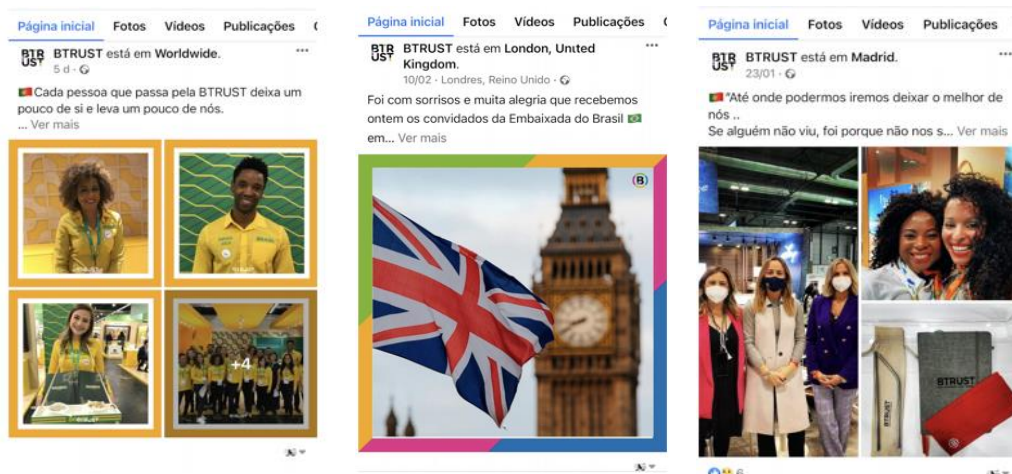 Página inicial Fotos Vídeos Publicações
BTRUST BTRUST está em Worldwide.
5 d ·
Cada pessoa que passa pela BTRUST deixa um
pouco de si e leva um pouco de nós.
... Ver mais
+4
Página inicial Fotos Vídeos Publicações
BTRUST BTRUST está em London, United
Kingdom.
10/02 · Londres, Reino Unido ·
Foi com sorrisos e muita alegria que recebemos
ontem os convidados da Embaixada do Brasil
em... Ver mais
B
Página inicial Fotos Vídeos Publicações
BTRUST BTRUST está em Madrid.
23/01 ·
"Até onde podermos iremos deixar o melhor de
nós ..
Se alguém não viu, foi porque não nos s... Ver mais
BTRUST
BTRUST
6